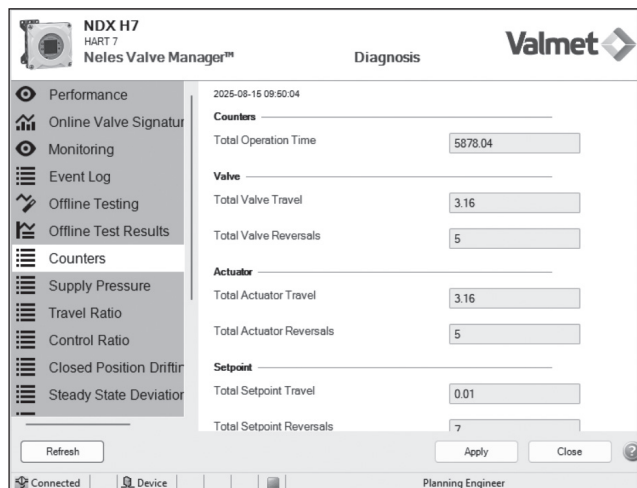 NDX H7
HART 7
Neles Valve Manager™
Diagnosis
Valmet
Performance
Online Valve Signatur
Monitoring
Event Log
Offline Testing
Offline Test Results
Counters
Supply Pressure
Travel Ratio
Control Ratio
Closed Position Driftin
Steady State Deviation
2025-08-15 09:50:04
Counters
Total Operation Time 5878.04
Valve
Total Valve Travel 3.16
Total Valve Reversals 5
Actuator
Total Actuator Travel 3.16
Total Actuator Reversals 5
Setpoint
Total Setpoint Travel 0.01
Total Setpoint Reversals 7
Refresh
Apply
Close
?
Connected
Device
Planning Engineer